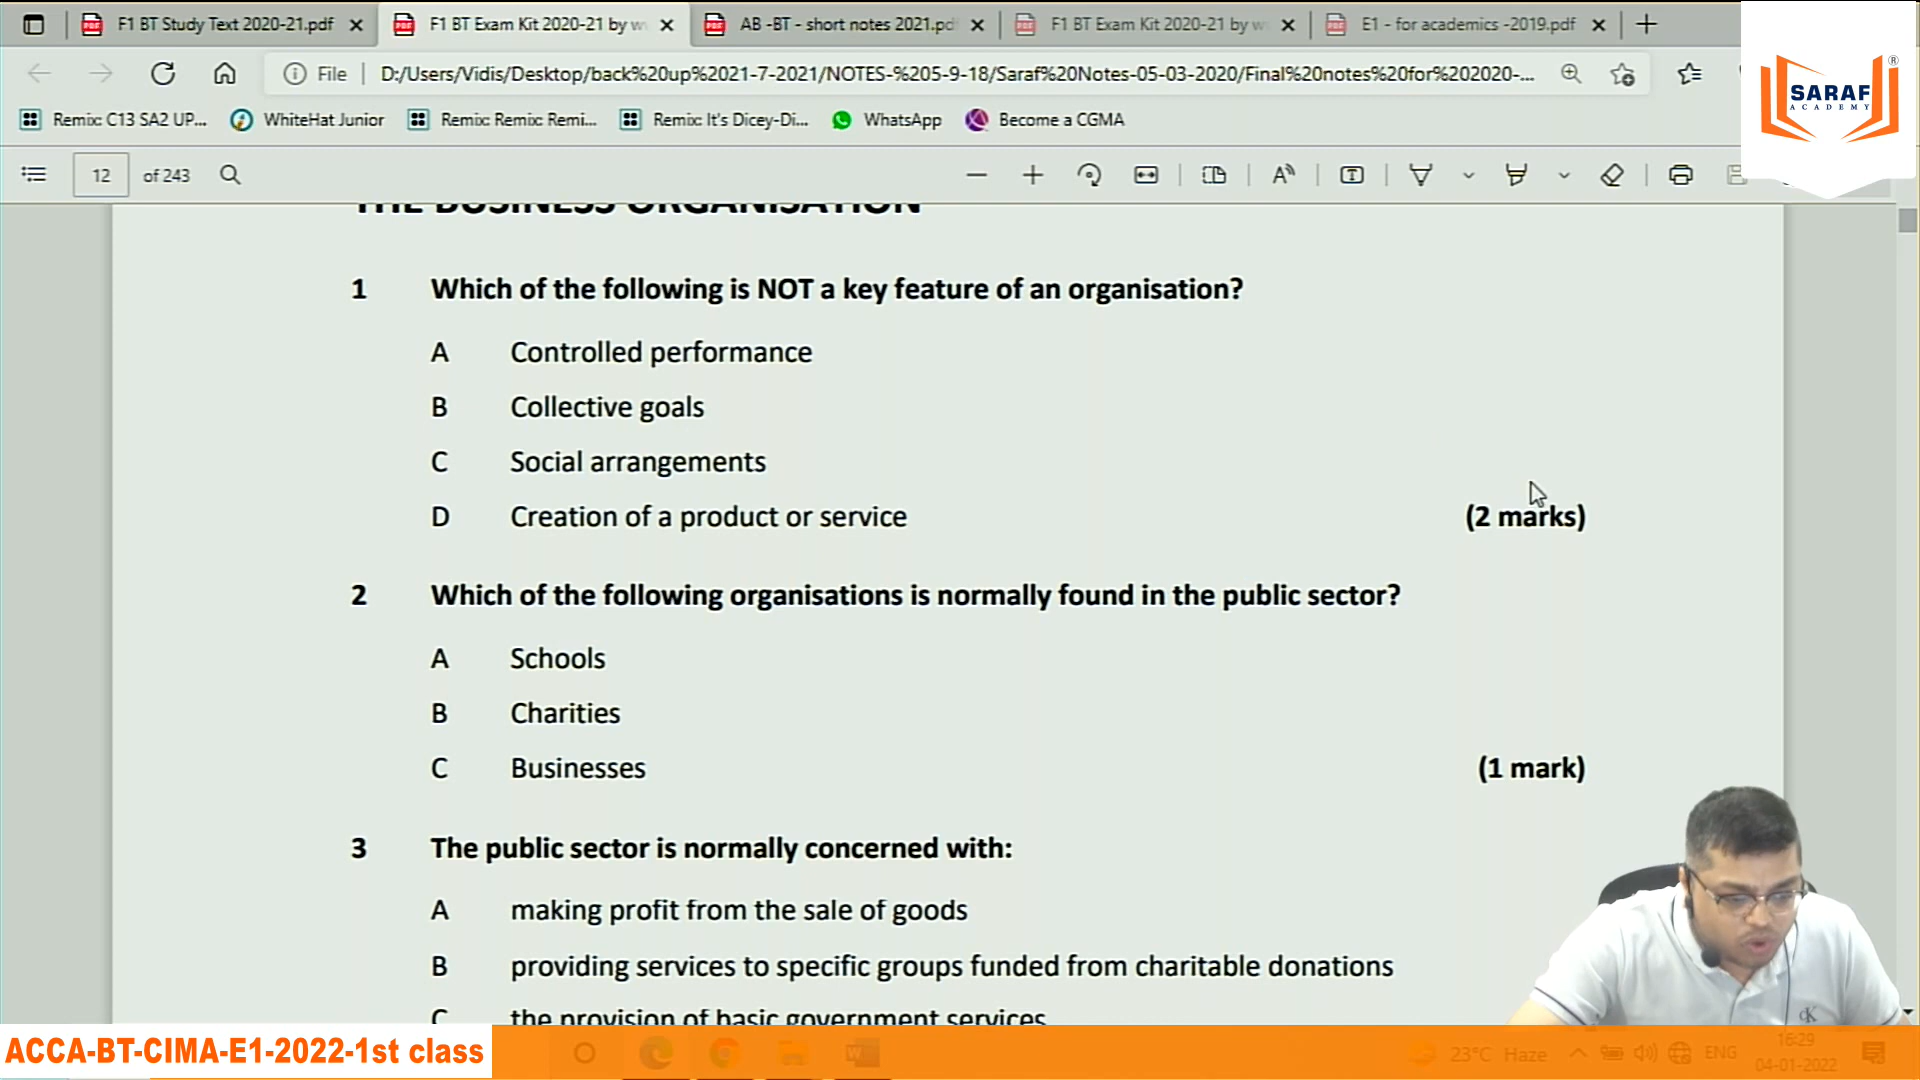 F1 BT Study Text 2020-21.pdf
F1 BT Exam Kit 2020-21 by w
AB -BT - short notes 2021.pd
F1 BT Exam Kit 2020-21 by w
E1 - for academics -2019.pdf
File
D:/Users/Vidis/Desktop/back%20up%2021-7-2021/NOTES-%205-9-18/Saraf%20Notes-05-03-2020/Final%20notes%20for%202020-...
Remix: C13 SA2 UP...
WhiteHat Junior
Remix: Remix: Remi...
Remix: It's Dicey-Di...
WhatsApp
Become a CGMA
SARAF
ACADEMY
®
12 of 243
THE BUSINESS ORGANISATION
1 Which of the following is NOT a key feature of an organisation?
A Controlled performance
B Collective goals
C Social arrangements
D Creation of a product or service (2 marks)
2 Which of the following organisations is normally found in the public sector?
A Schools
B Charities
C Businesses (1 mark)
3 The public sector is normally concerned with:
A making profit from the sale of goods
B providing services to specific groups funded from charitable donations
C the provision of basic government services
cK
ACCA-BT-CIMA-E1-2022-1st class
23°C Haze
ENG
16:29
04-01-2022